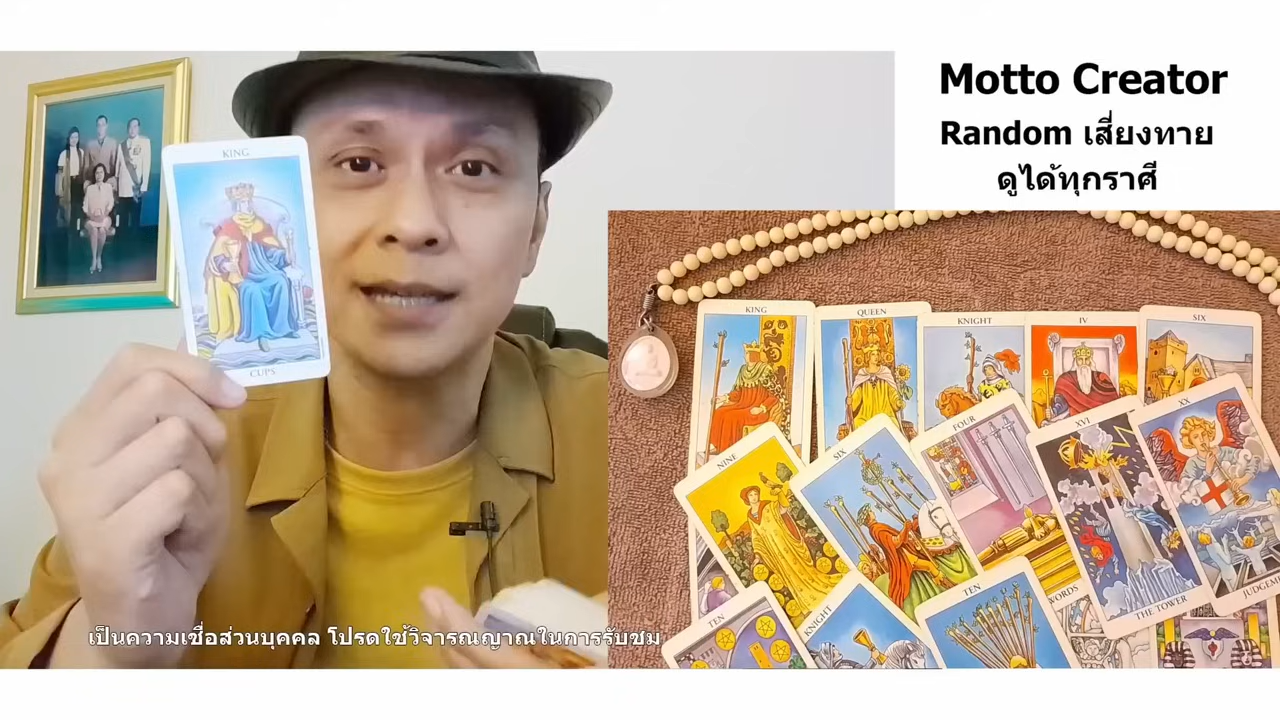 Motto Creator
Random เสี่ยงทาย
ดูได้ทุกราศี
KING
CUPS
KING
QUEEN
KNIGHT
IV
SIX
NINE
SIX
FOUR
XVI
XX
THE TOWER
TEN
KNIGHT
TEN
เป็นความเชื่อส่วนบุคคล โปรดใช้วิจารณญาณในการรับชม